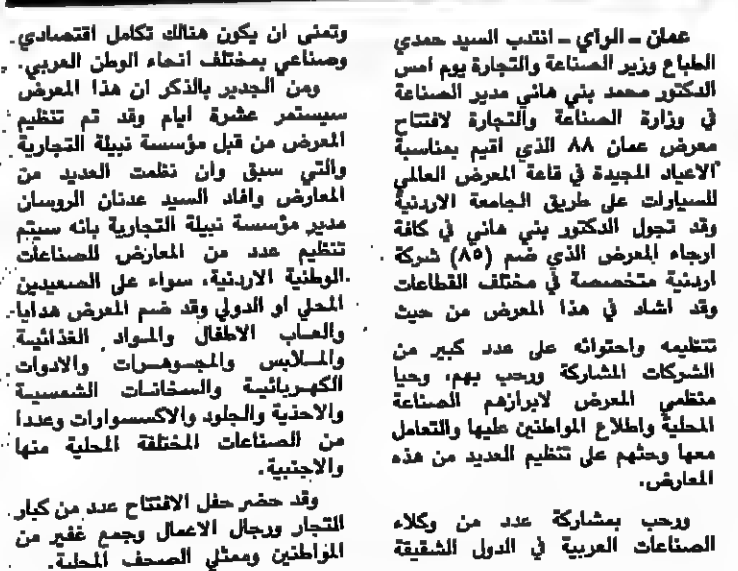 عمان ــ الرأي ــ انتدب السيد حمدي
الطباع وزير الصناعة والتجارة يوم امس
الدكتور محمد بني هاني مدير الصناعة
في وزارة الصناعة والتجارة لافتتاح
معرض عمان ٨٨ الذي اقيم بمناسبة
الاعياد المجيدة في قاعة المعرض العالمي
للسيارات على طريق الجامعة الاردنية
وقد تجول الدكتور بني هاني في كافة
ارجاء المعرض الذي ضم (٨٥) شركة
اردنية متخصصة في مختلف القطاعات
وقد اشاد في هذا المعرض من حيث
تنظيمه واحتوائه على عدد كبير من
الشركات المشاركة ورحب بهم، وحيا
منظمي المعرض لابرازهم الصناعة
المحلية واطلاع المواطنين عليها والتعامل
معها وحثهم على تنظيم العديد من هذه
المعارض.
ورحب بمشاركة عدد من وكلاء
الصناعات العربية في الدول الشقيقة
وتمنى ان يكون هنالك تكامل اقتصادي
وصناعي بمختلف انحاء الوطن العربي.
ومن الجدير بالذكر ان هذا المعرض
سيستمر عشرة ايام وقد تم تنظيم
المعرض من قبل مؤسسة نبيلة التجارية
والتي سبق وان نظمت العديد من
المعارض وافاد السيد عدنان الروسان
مدير مؤسسة نبيلة التجارية بانه سيتم
تنظيم عدد من المعارض للصناعات
الوطنية الاردنية، سواء على الصعيدين
المحلي او الدولي وقد ضم المعرض هدايا
والعاب الاطفال والمواد الغذائية
والملابس والمجوهرات والادوات
الكهربائية والسخانات الشمسية
والاحذية والجلود والاكسسوارات وعددا
من الصناعات المختلفة المحلية منها
والاجنبية.
وقد حضر حفل الافتتاح عدد من كبار
التجار ورجال الاعمال وجمع غفير من
المواطنين وممثلي الصحف المحلية.